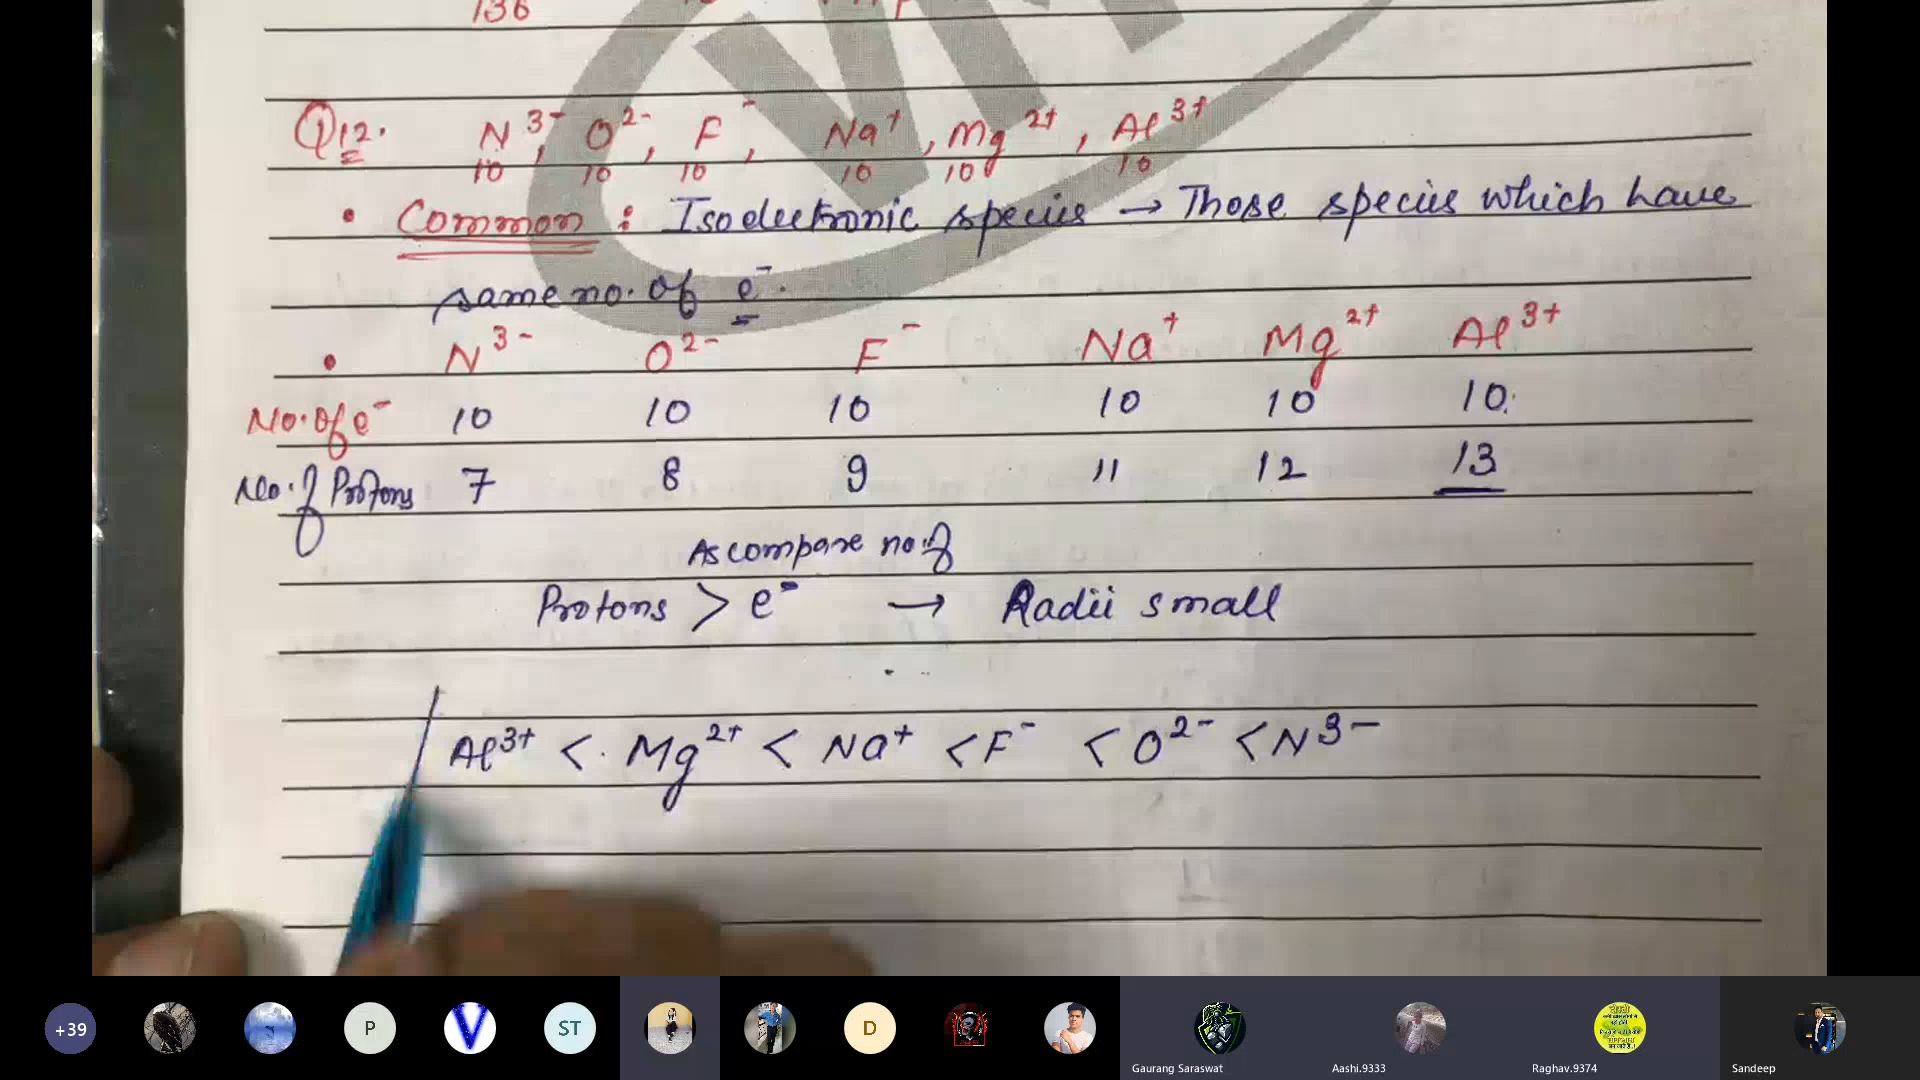 136
Q12. N³⁻, O²⁻, F⁻, Na⁺, Mg²⁺, Al³⁺
10 10 10 10 10 10
• Common : Isoelectronic species → Those species which have
same no. of e⁻.
• N³⁻ O²⁻ F⁻ Na⁺ Mg²⁺ Al³⁺
No. of e⁻ 10 10 10 10 10 10.
No. of Protons 7 8 9 11 12 13
As compare no. of
Protons > e⁻ → Radii small
Al³⁺ < Mg²⁺ < Na⁺ < F⁻ < O²⁻ < N³⁻
+39 P V ST D
Gaurang Saraswat Aashi.9333 Raghav.9374 Sandeep